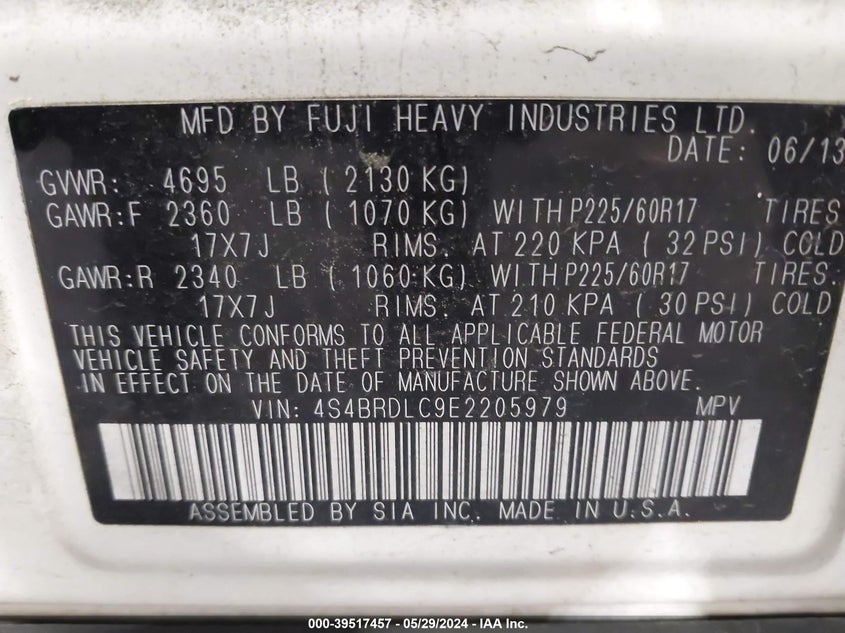 MFD BY FUJI HEAVY INDUSTRIES LTD.
DATE: 06/13
GVWR: 4695 LB ( 2130 KG)
GAWR:F 2360 LB ( 1070 KG) WITH P225/60R17 TIRES
17X7J RIMS. AT 220 KPA ( 32 PSI) COLD
GAWR:R 2340 LB ( 1060 KG) WITH P225/60R17 TIRES.
17X7J RIMS. AT 210 KPA ( 30 PSI) COLD
THIS VEHICLE CONFORMS TO ALL APPLICABLE FEDERAL MOTOR
VEHICLE SAFETY AND THEFT PREVENTION STANDARDS
IN EFFECT ON THE DATE OF MANUFACTURE SHOWN ABOVE.
VIN: 4S4BRDLC9E2205979 MPV
ASSEMBLED BY SIA INC. MADE IN U.S.A.
000-39517457 - 05/29/2024 - IAA Inc.